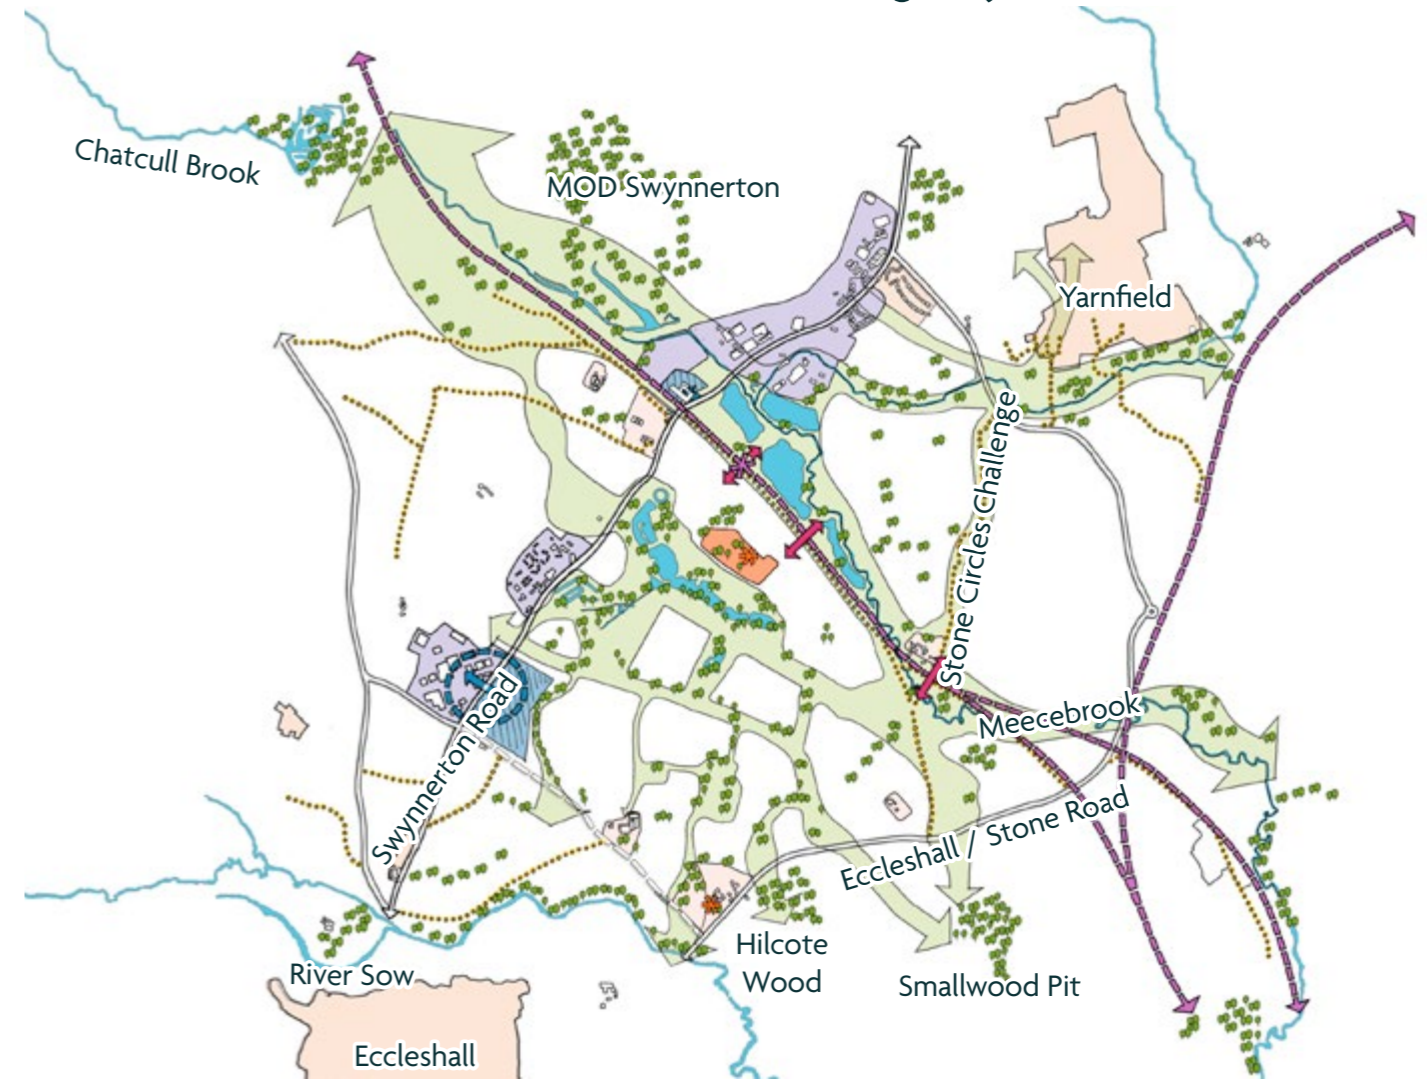 Chatcull Brook
MOD Swynnerton
Yarnfield
Stone Circles Challenge
Meecebrook
Swynnerton Road
Eccleshall / Stone Road
Hilcote
Wood
River Sow
Smallwood Pit
Eccleshall